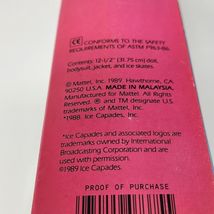 CE CONFORMS TO THE SAFETY
REQUIREMENTS OF ASTM F963-86.
Contents: 12-1/2" (31.75 cm) doll,
bodysuit, jacket, and ice skates.
© Mattel, Inc. 1989. Hawthorne, CA
90250 U.S.A. MADE IN MALAYSIA.
Manufactured for Mattel. All Rights
Reserved. ® and TM designate U.S.
trademarks of Mattel, Inc.
*1988 Ice Capades.
*Ice Capades and associated logos are
trademarks owned by International
Broadcasting Corporation and are
used with permission.
©1989 Ice Capades.
PROOF OF PURCHASE